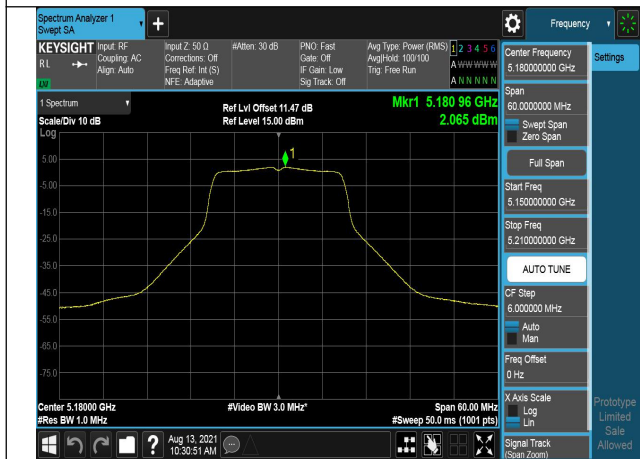 Spectrum Analyzer 1
Swept SA
Frequency
KEYSIGHT
RL
Input: RF
Coupling: AC
Align: Auto
Input Z: 50 Ω
Corrections: Off
Freq Ref: Int (S)
NFE: Adaptive
#Atten: 30 dB
PNO: Fast
Gate: Off
IF Gain: Low
Sig Track: Off
Avg Type: Power (RMS)
Avg|Hold: 100/100
Trig: Free Run
1 2 3 4 5 6
A W W W W W
A N N N N N
1 Spectrum
Scale/Div 10 dB
Log
Ref Lvl Offset 11.47 dB
Ref Level 15.00 dBm
Mkr1 5.180 96 GHz
2.065 dBm
1
5.00
-5.00
-15.0
-25.0
-35.0
-45.0
-55.0
-65.0
-75.0
Center 5.18000 GHz
#Res BW 1.0 MHz
#Video BW 3.0 MHz*
Span 60.00 MHz
#Sweep 50.0 ms (1001 pts)
Aug 13, 2021
10:30:51 AM
?
Center Frequency
5.180000000 GHz
Settings
Span
60.0000000 MHz
Swept Span
Zero Span
Full Span
Start Freq
5.150000000 GHz
Stop Freq
5.210000000 GHz
AUTO TUNE
CF Step
6.000000 MHz
Auto
Man
Freq Offset
0 Hz
X Axis Scale
Log
Lin
Signal Track
(Span Zoom)
Prototype
Limited
Sale
Allowed